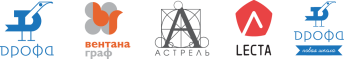 дрофа
вентана
граф
АСТРЕЛЬ
LECTA
дрофа
новая школа